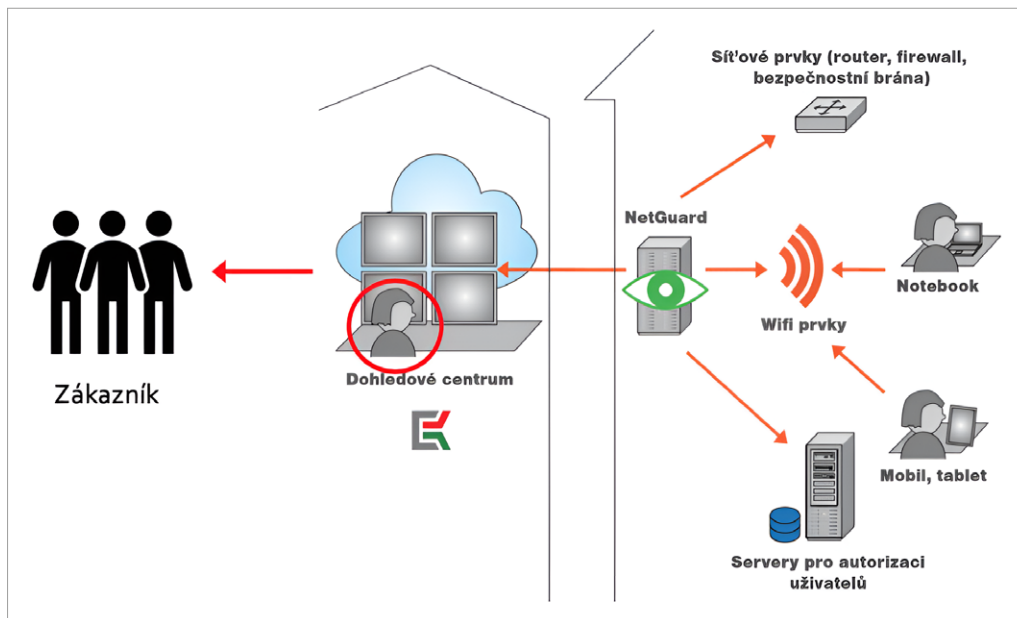 Síťové prvky (router, firewall,
bezpečnostní brána)
NetGuard
Notebook
Wifi prvky
Dohledové centrum
Zákazník
Mobil, tablet
Servery pro autorizaci
uživatelů